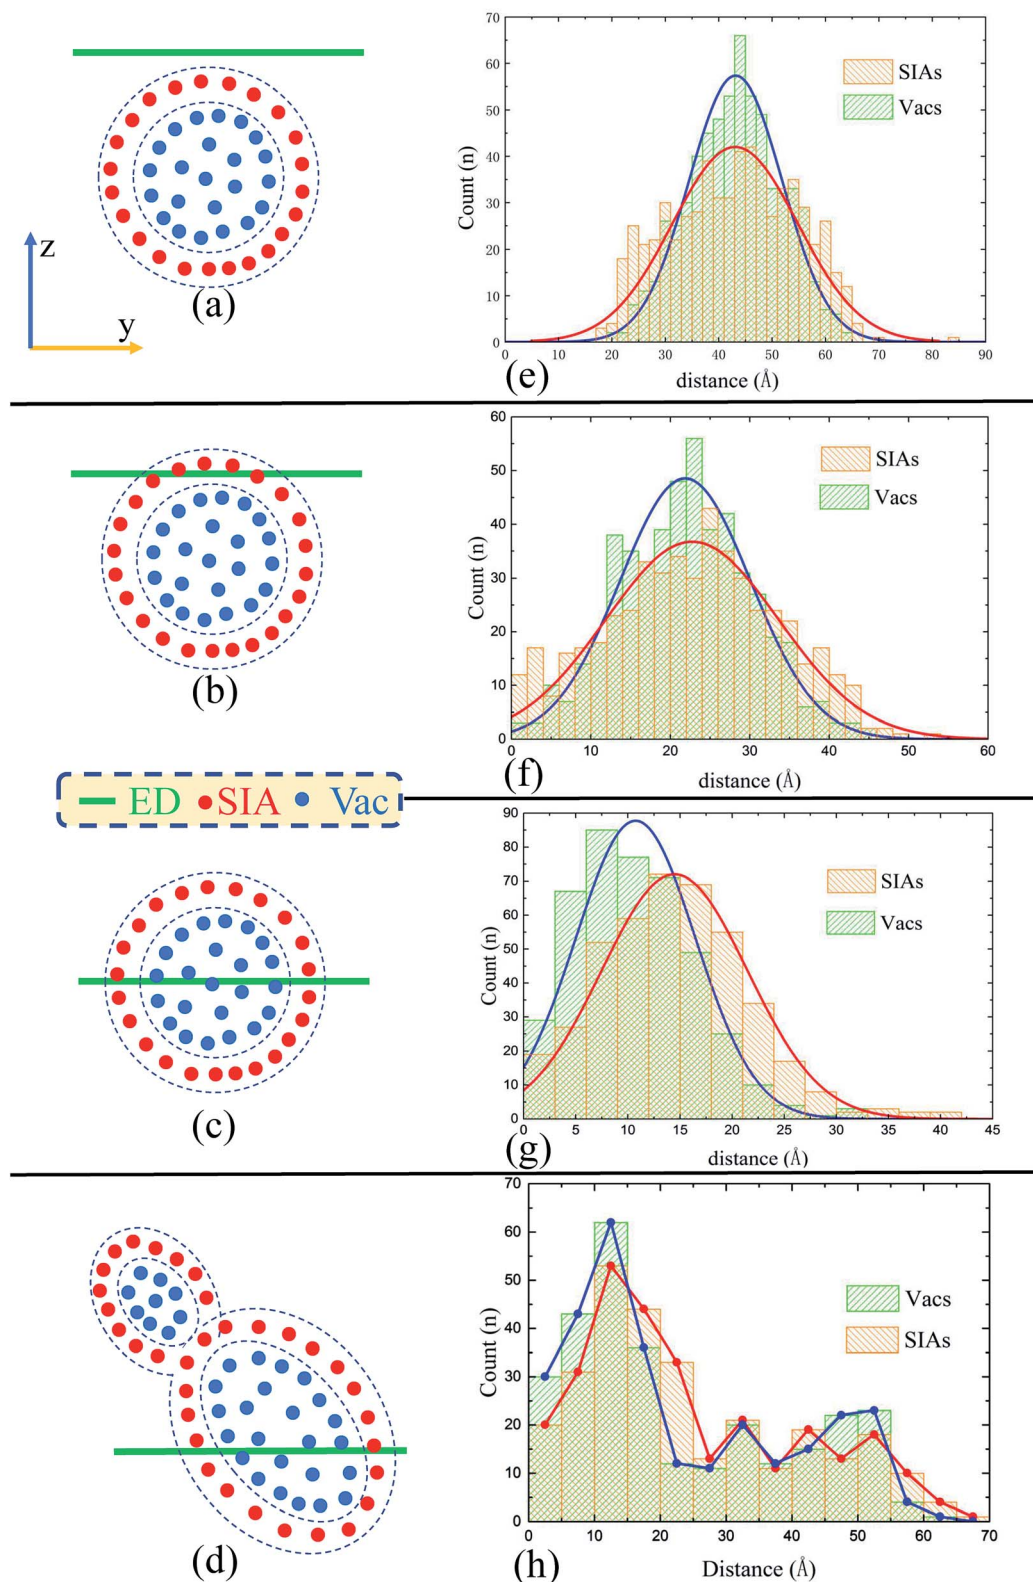 z
y
(a)
70
60
50
40
30
20
10
0
Count (n)
SIAs
Vacs
0 10 20 30 40 50 60 70 80 90
distance (Å)
(e)
(b)
60
50
40
30
20
10
0
Count (n)
SIAs
Vacs
0 10 20 30 40 50 60
distance (Å)
(f)
ED SIA Vac
(c)
90
80
70
60
50
40
30
20
10
0
Count (n)
SIAs
Vacs
0 5 10 15 20 25 30 35 40 45
distance (Å)
(g)
(d)
70
60
50
40
30
20
10
0
Count (n)
Vacs
SIAs
0 10 20 30 40 50 60 70
Distance (Å)
(h)